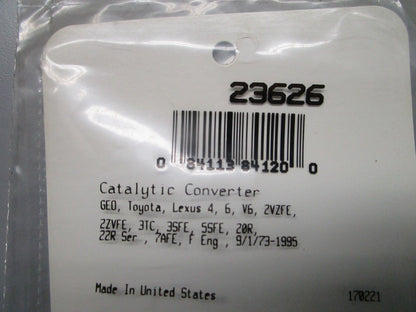 23626
0 84113 84120 0
Catalytic Converter
GEO, Toyota, Lexus 4, 6, V6, 2VZFE,
2ZVFE, 3TC, 3SFE, 5SFE, 20R,
22R Ser , 7AFE, F Eng , 9/1/73-1995
Made In United States
170221